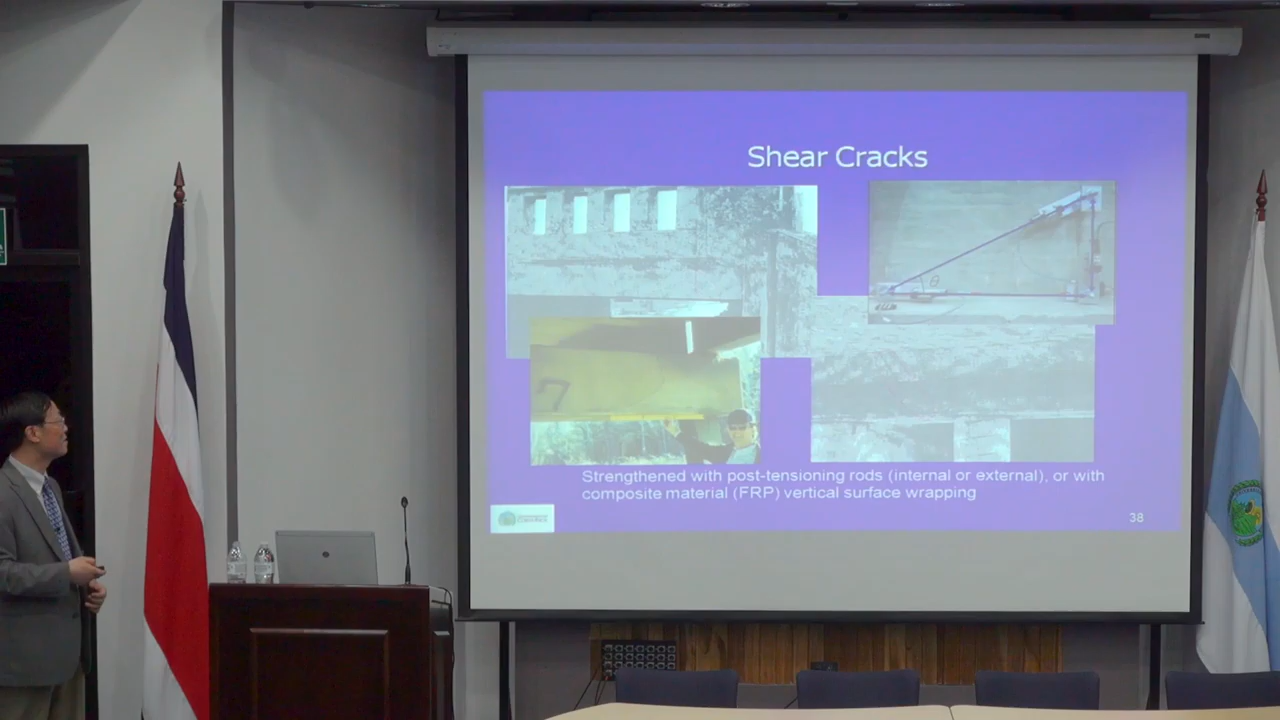 Shear Cracks
Strengthened with post-tensioning rods (internal or external), or with
composite material (FRP) vertical surface wrapping
38